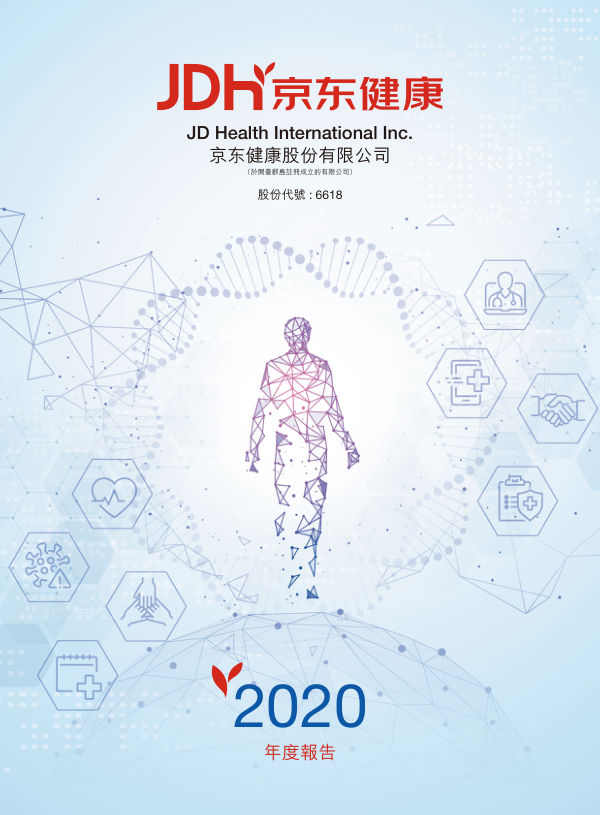 JDH京东健康
JD Health International Inc.
京东健康股份有限公司
（於開曼群島註冊成立的有限公司）
股份代號 : 6618
2020
年度報告